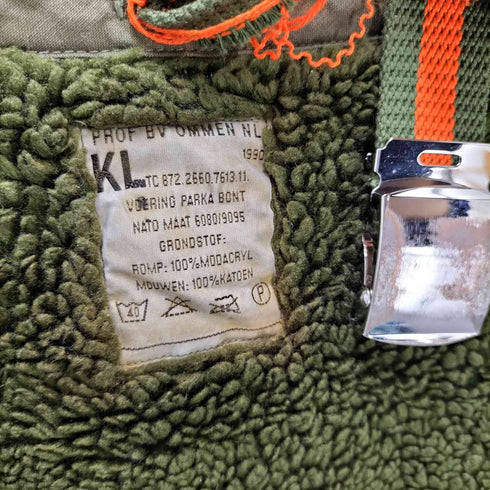 PROF BV OMMEN NL
KL 1990
TC 872.2660.7613.11.
VOERING PARKA BONT
NATO MAAT 6080/9095
GRONDSTOF:
ROMP: 100%MODACRYL
MOUWEN: 100%KATOEN
40 P